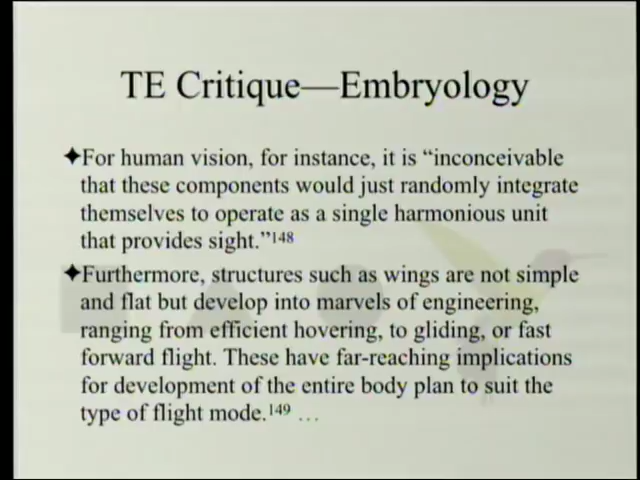 TE Critique—Embryology
✦For human vision, for instance, it is “inconceivable
that these components would just randomly integrate
themselves to operate as a single harmonious unit
that provides sight.”148
✦Furthermore, structures such as wings are not simple
and flat but develop into marvels of engineering,
ranging from efficient hovering, to gliding, or fast
forward flight. These have far-reaching implications
for development of the entire body plan to suit the
type of flight mode.149 …